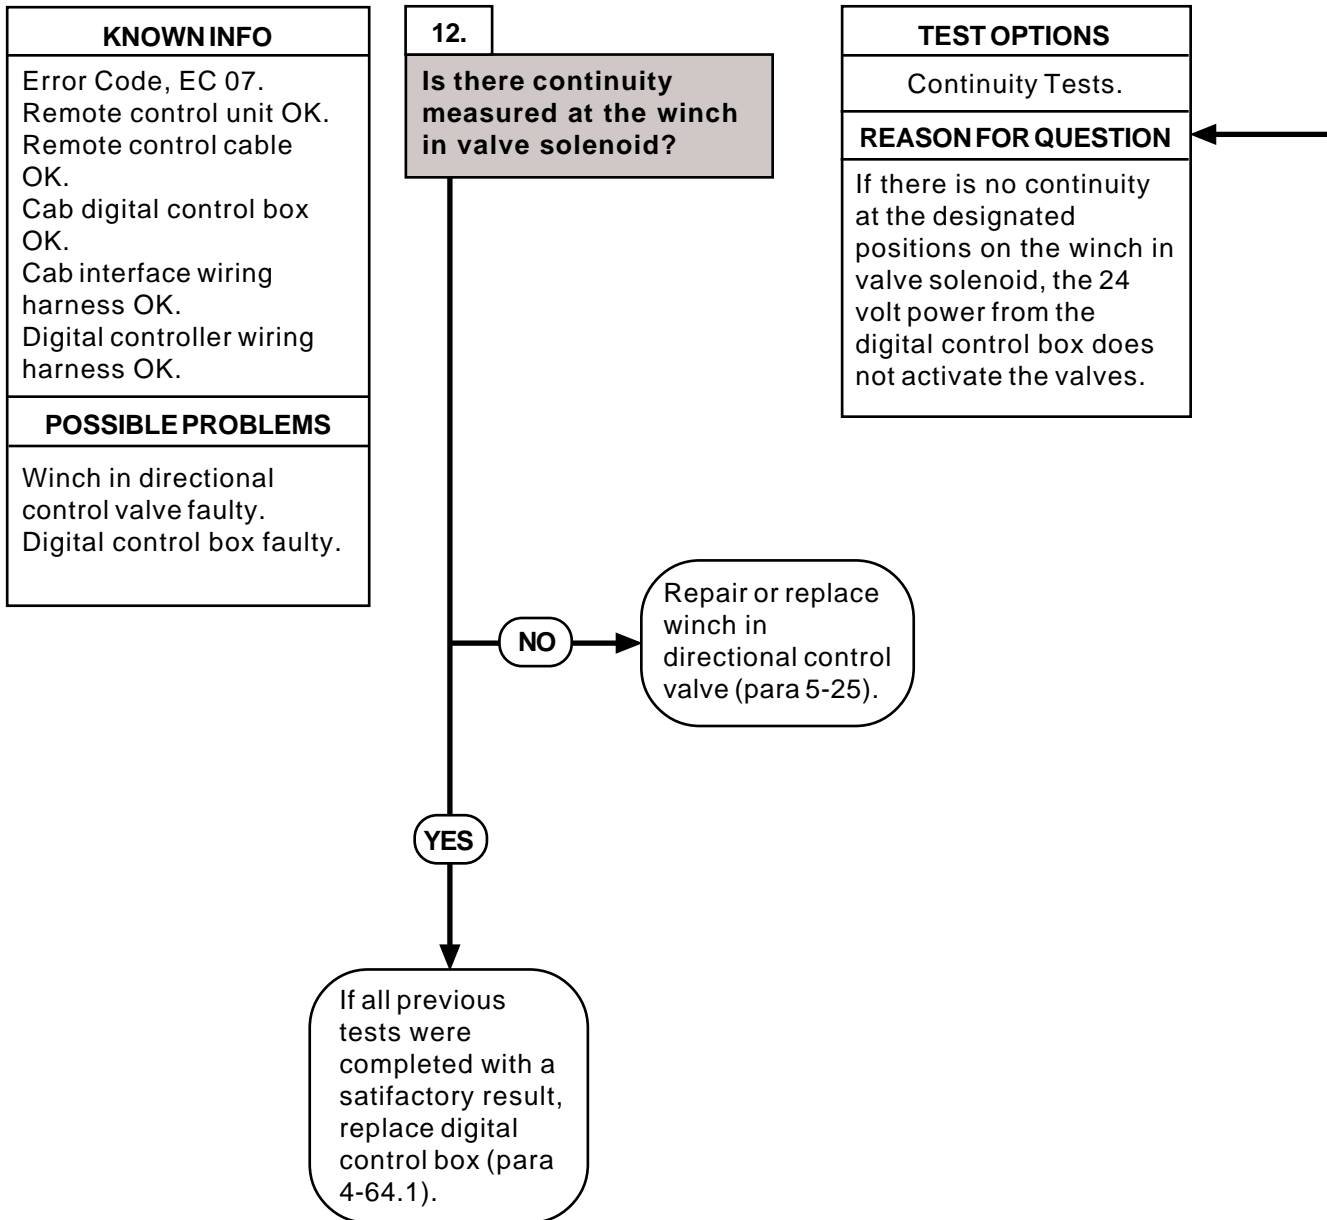 KNOWN INFO
Error Code, EC 07.
Remote control unit OK.
Remote control cable
OK.
Cab digital control box
OK.
Cab interface wiring
harness OK.
Digital controller wiring
harness OK.
POSSIBLE PROBLEMS
Winch in directional
control valve faulty.
Digital control box faulty.
12.
Is there continuity
measured at the winch
in valve solenoid?
TEST OPTIONS
Continuity Tests.
REASON FOR QUESTION
If there is no continuity
at the designated
positions on the winch in
valve solenoid, the 24
volt power from the
digital control box does
not activate the valves.
NO
Repair or replace
winch in
directional control
valve (para 5-25).
YES
If all previous
tests were
completed with a
satifactory result,
replace digital
control box (para
4-64.1).